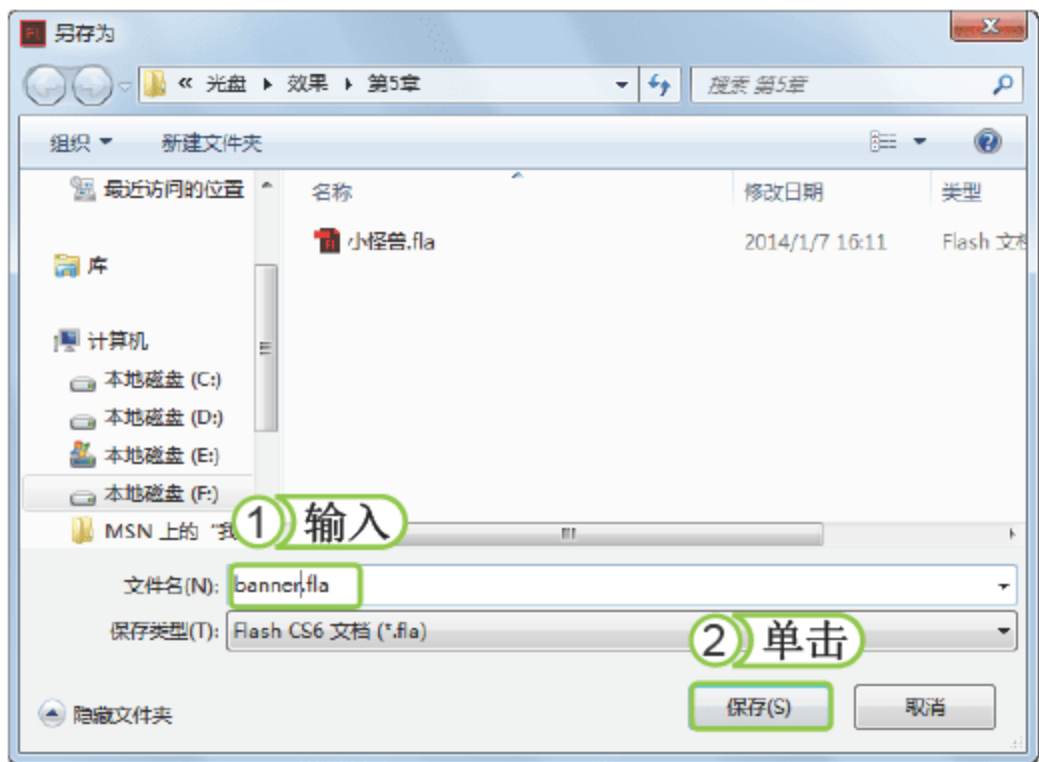 另存为
« 光盘 ▸ 效果 ▸ 第5章
搜索 第5章
组织 新建文件夹
最近访问的位置
名称 修改日期 类型
小怪兽.fla 2014/1/7 16:11 Flash 文档
库
计算机
本地磁盘 (C:)
本地磁盘 (D:)
本地磁盘 (E:)
本地磁盘 (F:)
MSN 上的“我
1 输入
文件名(N): banner.fla
保存类型(T): Flash CS6 文档 (*.fla)
2 单击
隐藏文件夹
保存(S) 取消